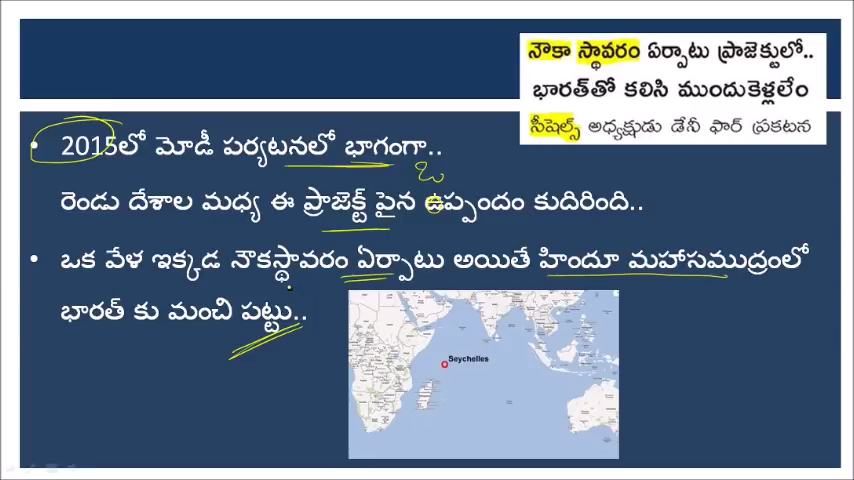 నౌకా స్థావరం ఏర్పాటు ప్రాజెక్టులో..
భారత్‌తో కలిసి ముందుకెళ్లలేం
సీషెల్స్ అధ్యక్షుడు డేనీ ఫార్ ప్రకటన
• 2015లో మోడీ పర్యటనలో భాగంగా..
ఒ
రెండు దేశాల మధ్య ఈ ప్రాజెక్ట్ పైన ఉప్పందం కుదిరింది..
• ఒక వేళ ఇక్కడ నౌకస్థావరం ఏర్పాటు అయితే హిందూ మహాసముద్రంలో
భారత్ కు మంచి పట్టు..
Seychelles